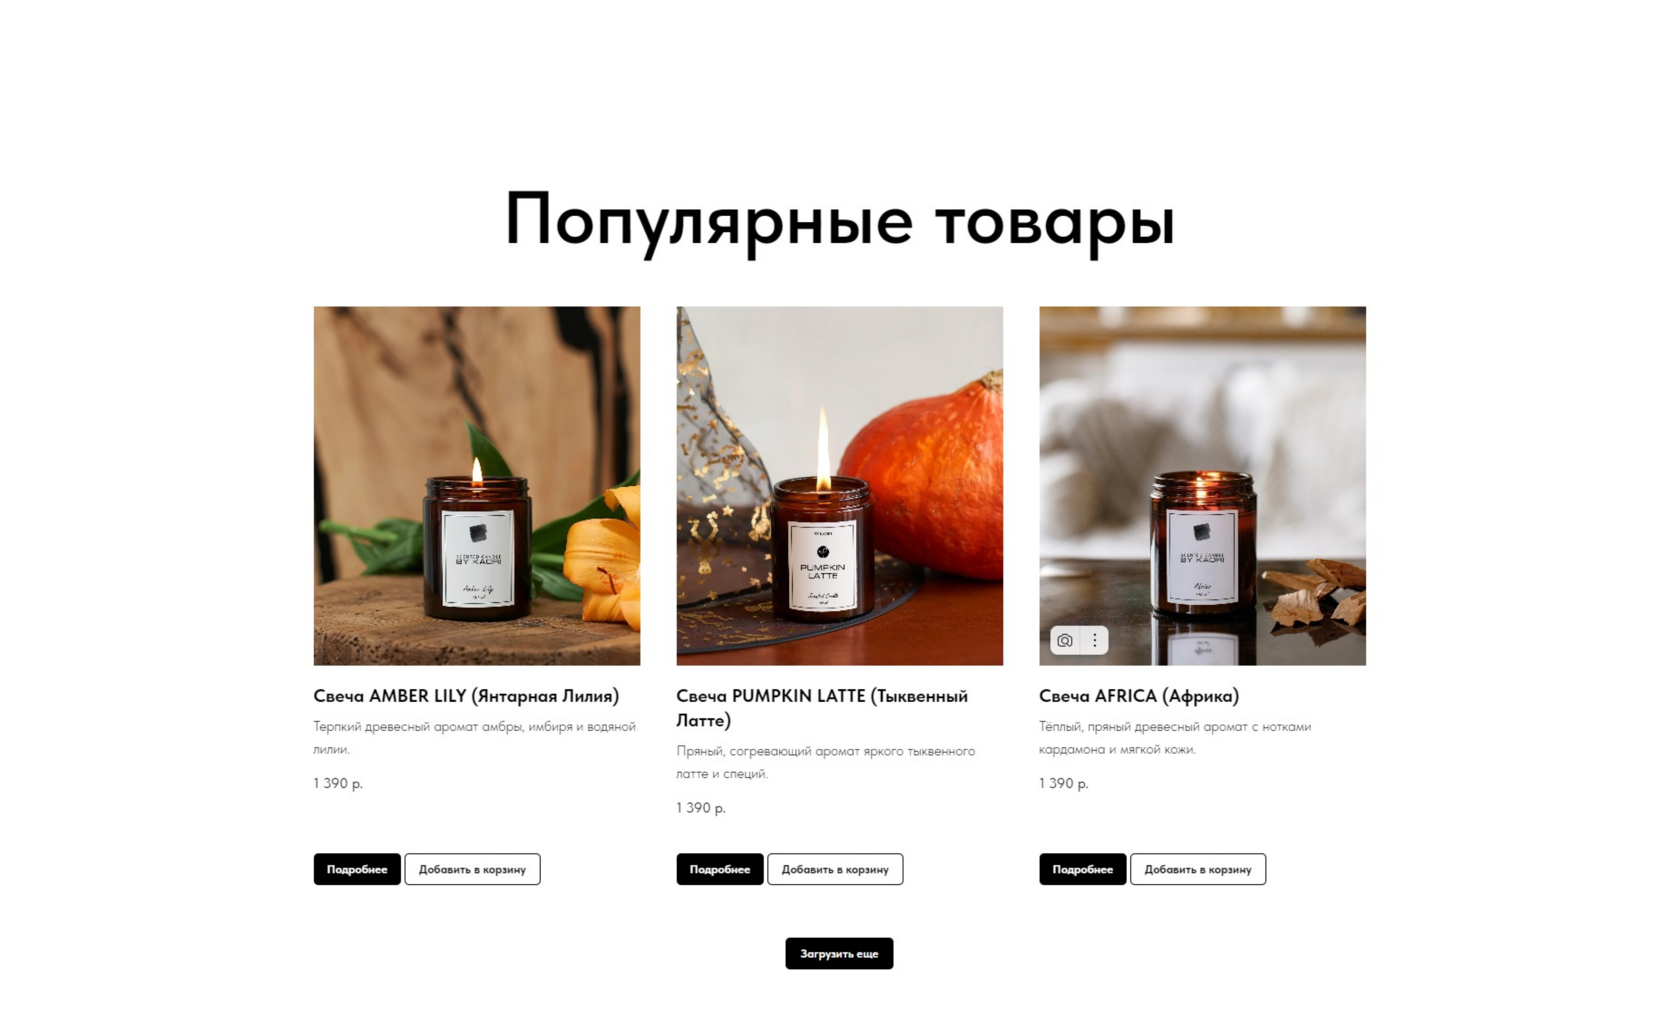 Популярные товары
SCENTED CANDLE
BY KAORI
Amber Lily
PUMPKIN
LATTE
Scented Candle
SCENTED CANDLE
BY KAORI
Africa
Свеча AMBER LILY (Янтарная Лилия)
Терпкий древесный аромат амбры, имбиря и водяной
лилии.
1 390 р.
Подробнее
Добавить в корзину
Свеча PUMPKIN LATTE (Тыквенный
Латте)
Пряный, согревающий аромат яркого тыквенного
латте и специй.
1 390 р.
Подробнее
Добавить в корзину
Свеча AFRICA (Африка)
Тёплый, пряный древесный аромат с нотками
кардамона и мягкой кожи.
1 390 р.
Подробнее
Добавить в корзину
Загрузить еще